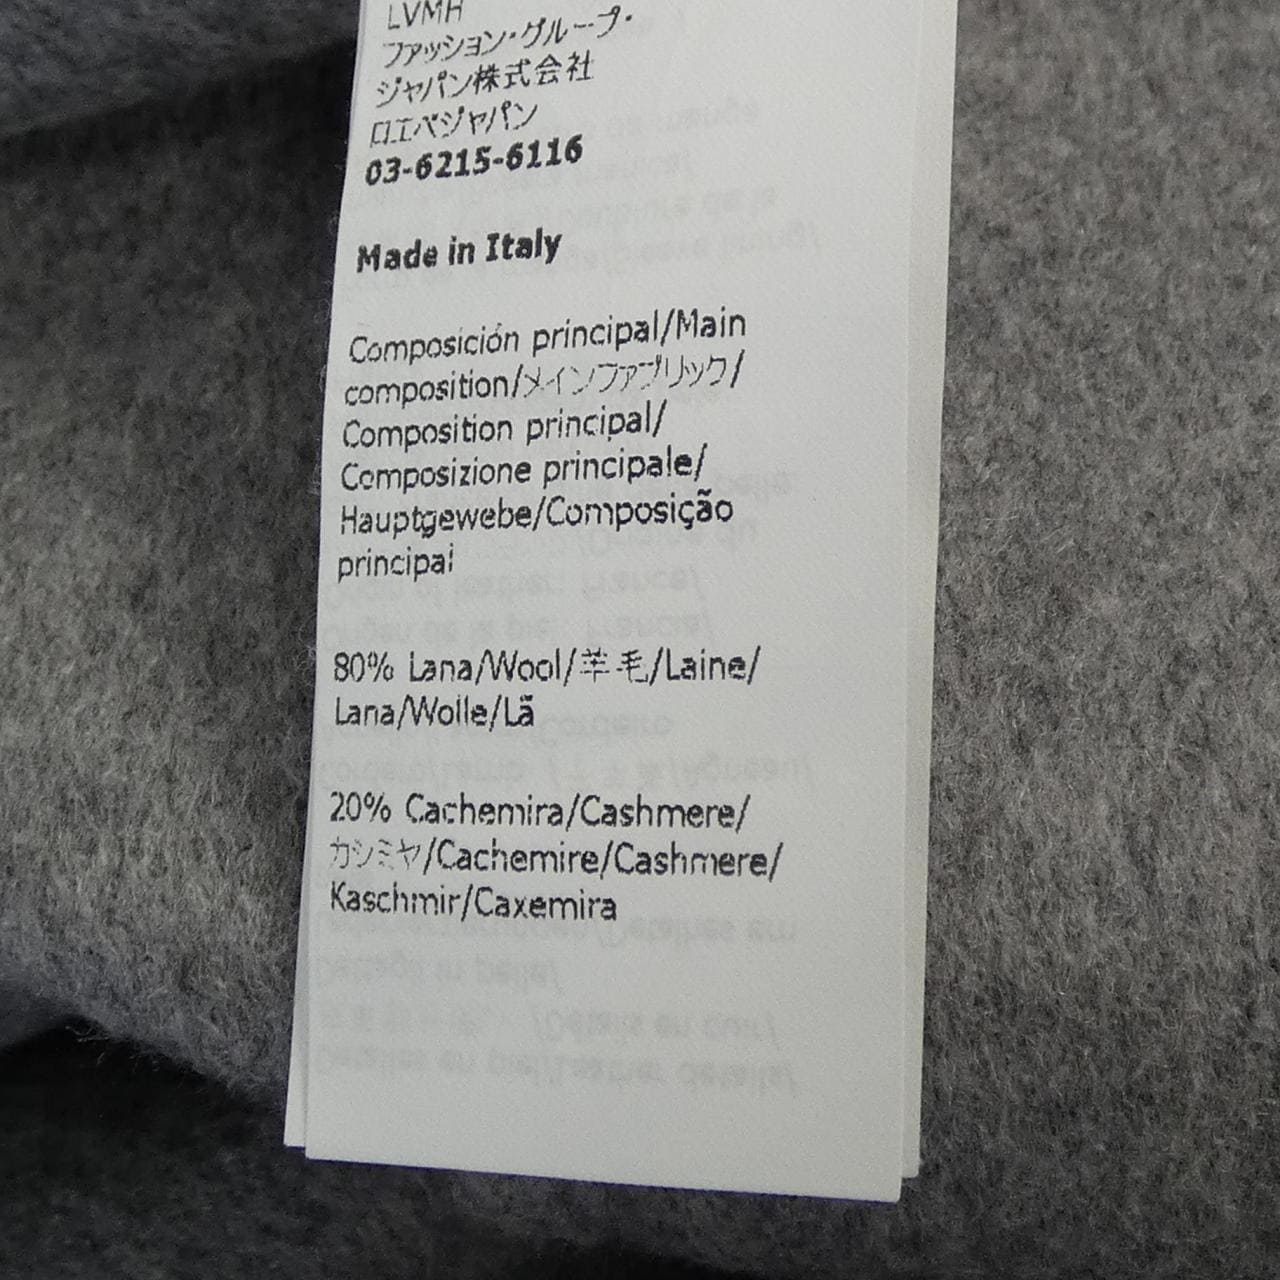 LVMH
ファッション・グループ・
ジャパン株式会社
ロエベジャパン
03-6215-6116
Made in Italy
Composición principal/Main
composition/メインファブリック/
Composition principal/
Composizione principale/
Hauptgewebe/Composição
principal
80% Lana/Wool/羊毛/Laine/
Lana/Wolle/Lã
20% Cachemira/Cashmere/
カシミヤ/Cachemire/Cashmere/
Kaschmir/Caxemira